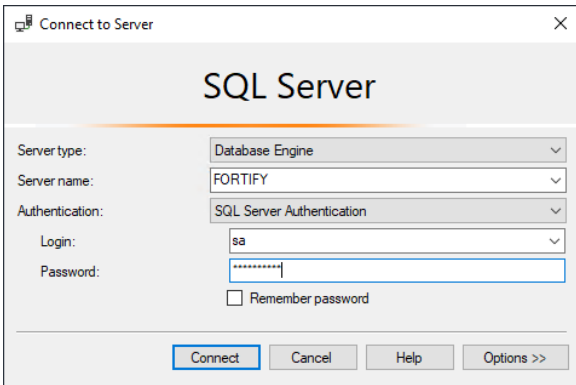 Connect to Server
SQL Server
Server type: Database Engine
Server name: FORTIFY
Authentication: SQL Server Authentication
Login: sa
Password: **********
Remember password
Connect Cancel Help Options >>